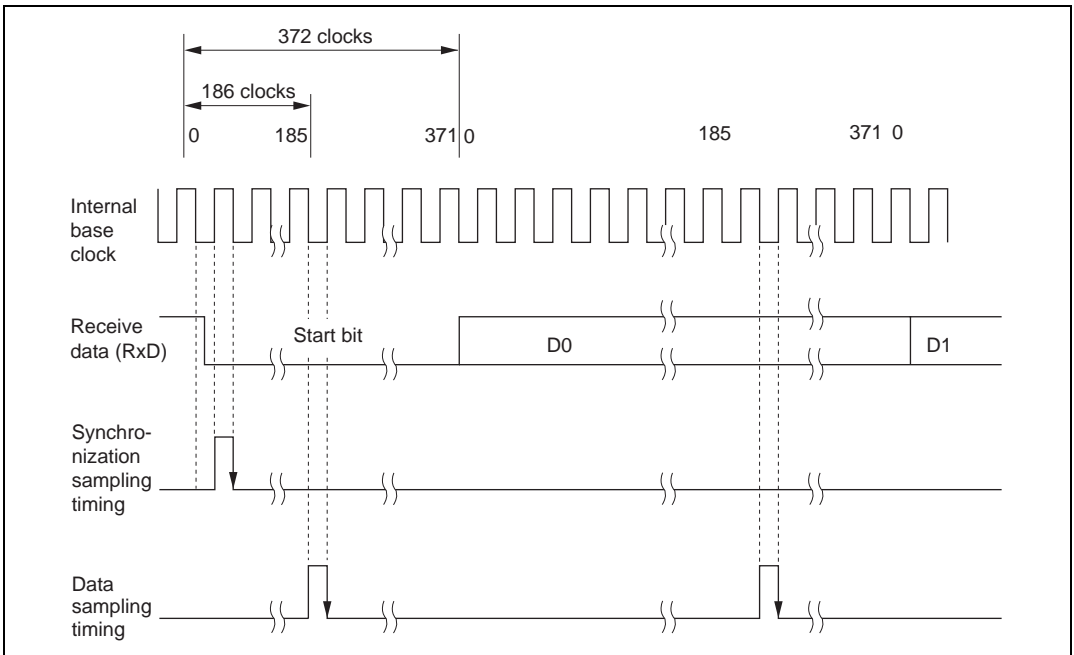 372 clocks
186 clocks
0 185 371 0 185 371 0
Internal
base
clock
Receive
data (RxD)
Start bit
D0
D1
Synchro-
nization
sampling
timing
Data
sampling
timing